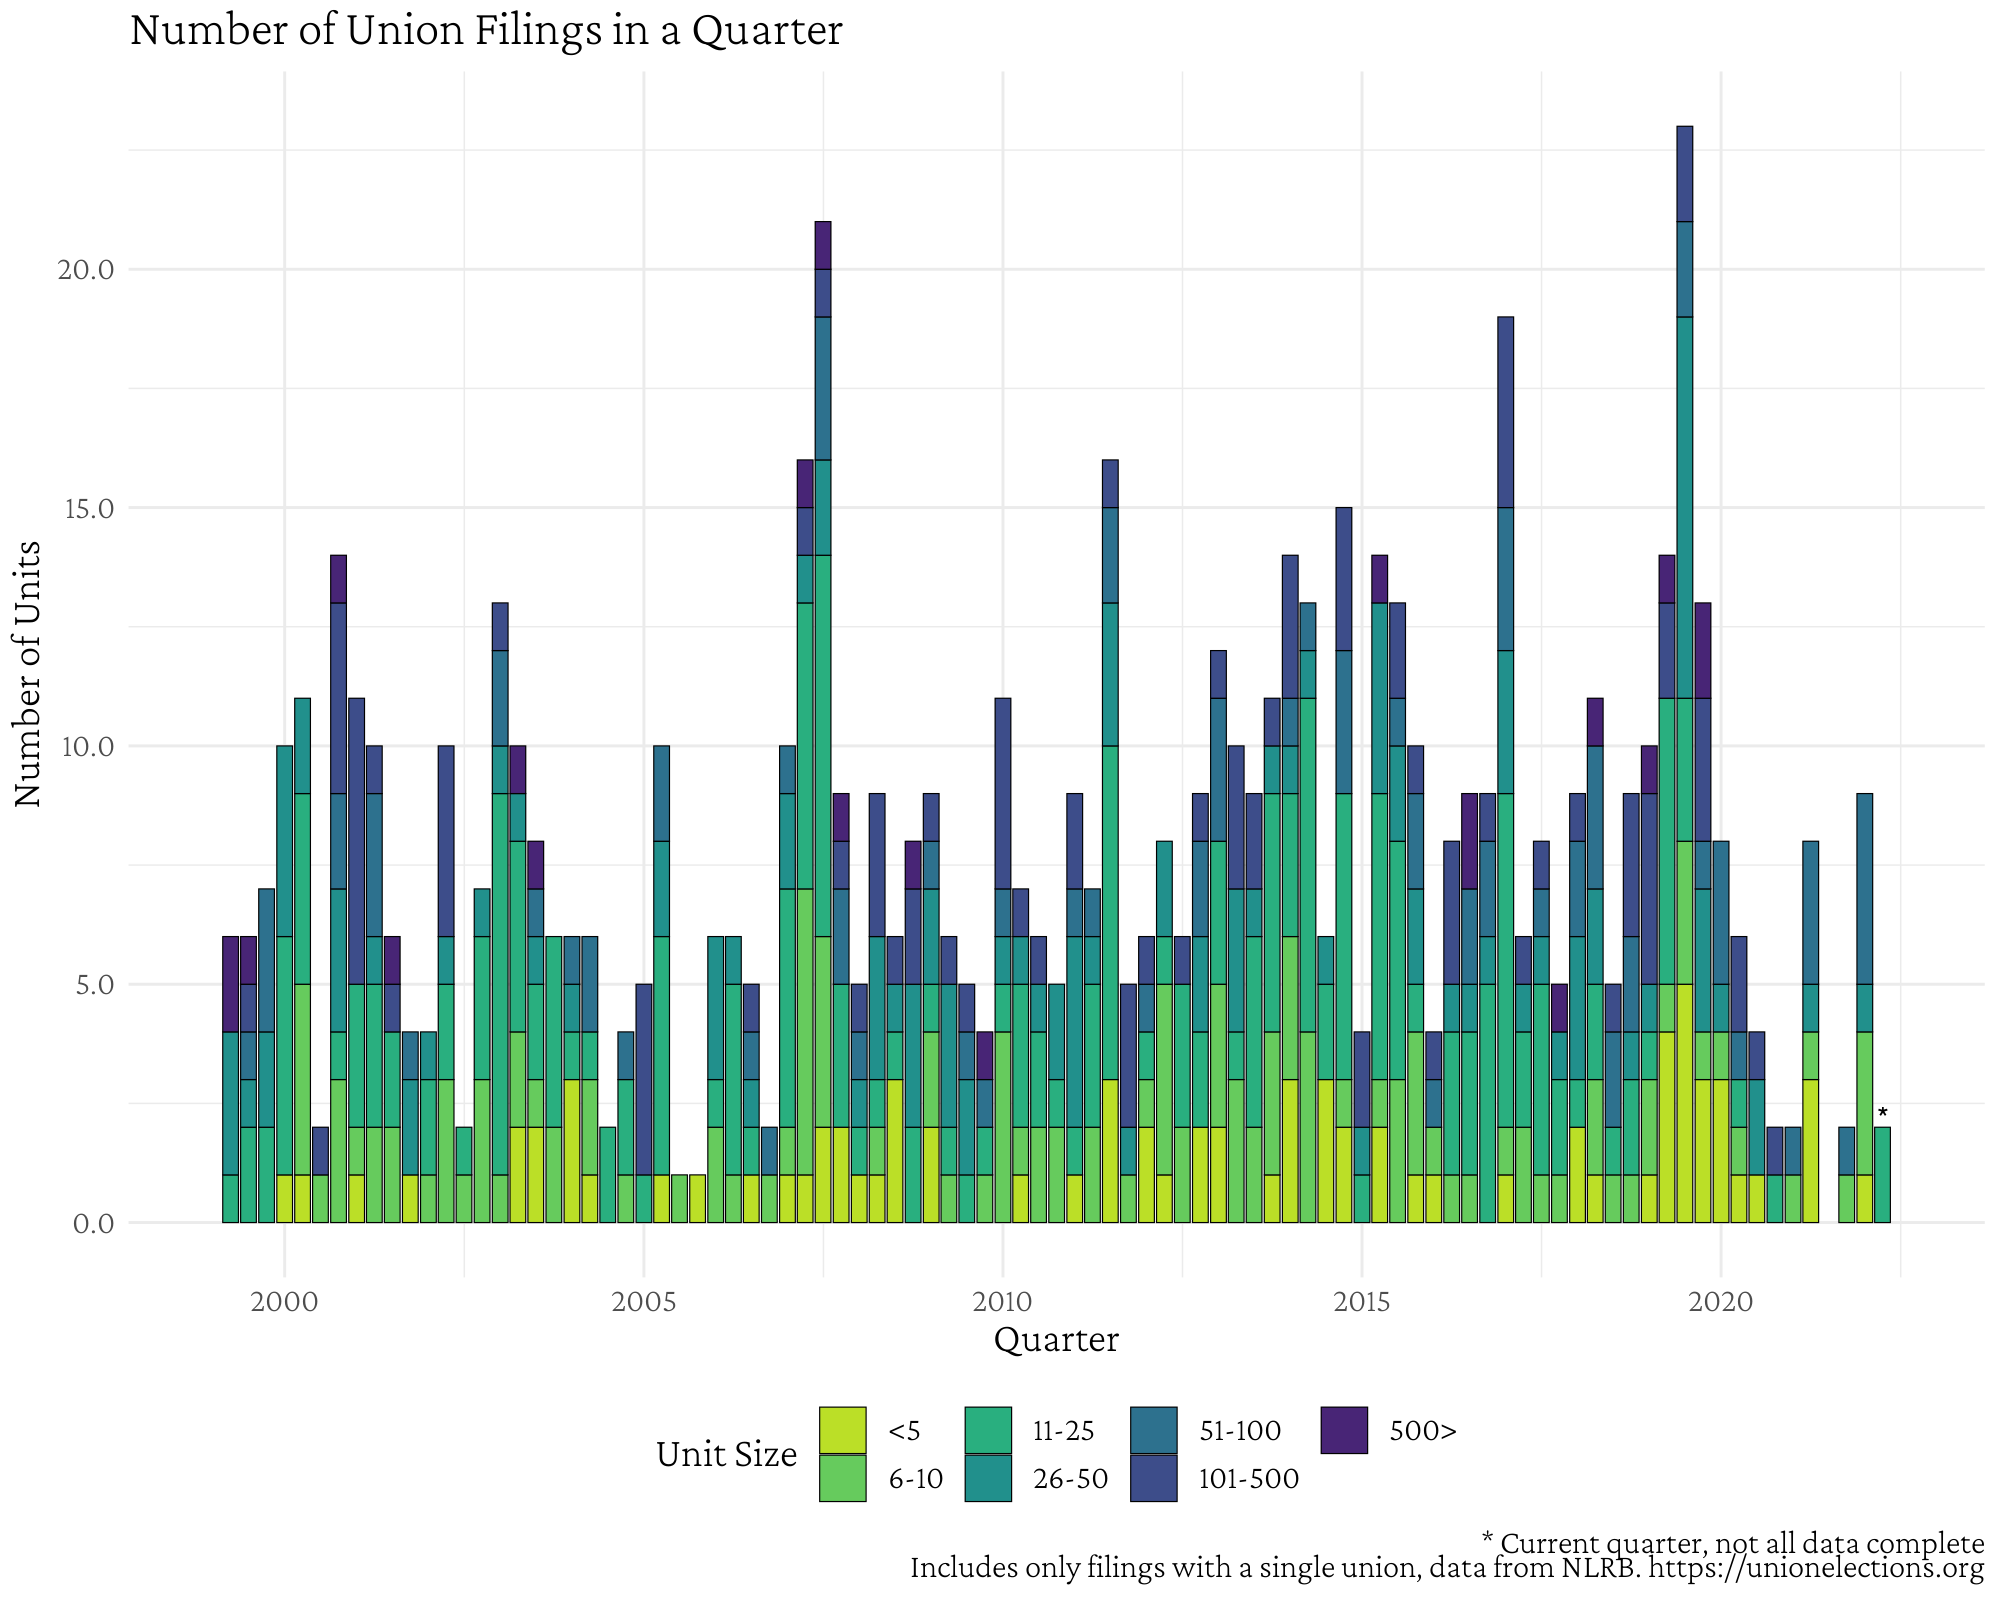 Number of Union Filings in a Quarter
Number of Units
20.0
15.0
10.0
5.0
0.0
*
2000 2005 2010 2015 2020
Quarter
Unit Size
<5 11-25 51-100 500>
6-10 26-50 101-500
* Current quarter, not all data complete
Includes only filings with a single union, data from NLRB. https://unionelections.org